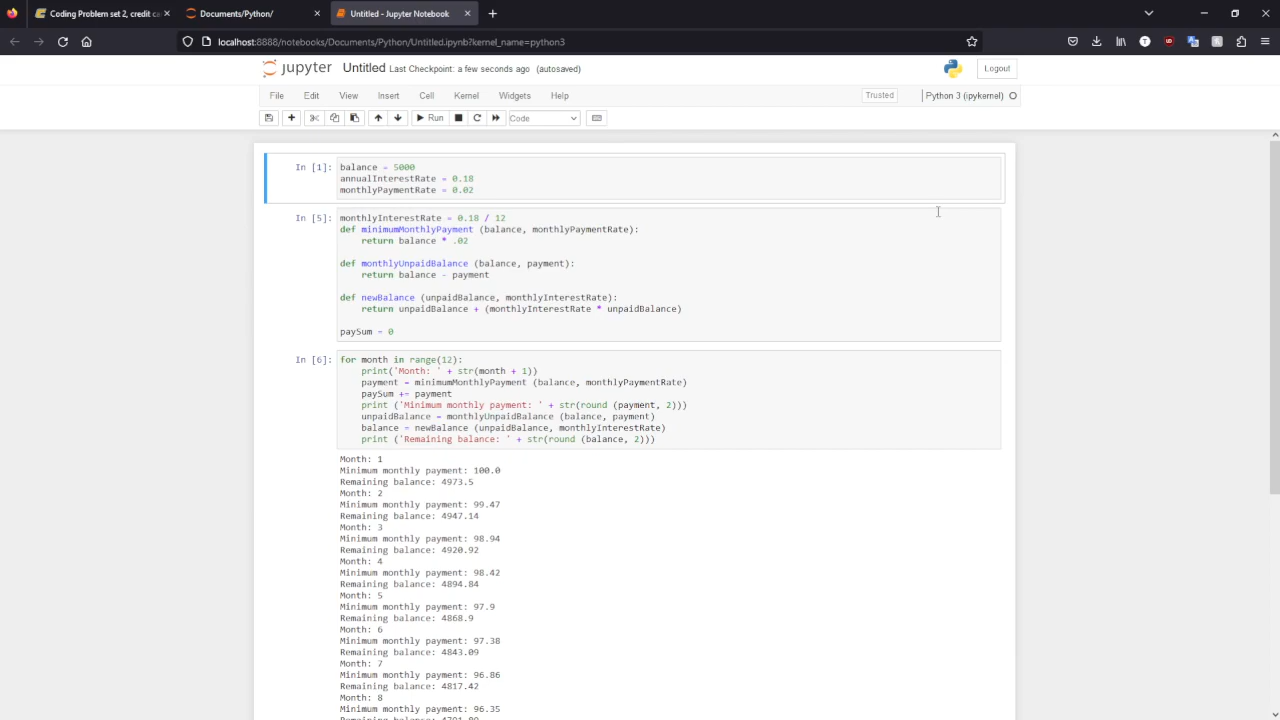 Coding Problem set 2, credit ca
Documents/Python/
Untitled - Jupyter Notebook
localhost:8888/notebooks/Documents/Python/Untitled.ipynb?kernel_name=python3
jupyter Untitled Last Checkpoint: a few seconds ago (autosaved)
Logout
File Edit View Insert Cell Kernel Widgets Help
Trusted
Python 3 (ipykernel)
Run
Code
In [1]: balance = 5000
annualInterestRate = 0.18
monthlyPaymentRate = 0.02
In [5]: monthlyInterestRate = 0.18 / 12
def minimumMonthlyPayment (balance, monthlyPaymentRate):
    return balance * .02
def monthlyUnpaidBalance (balance, payment):
    return balance - payment
def newBalance (unpaidBalance, monthlyInterestRate):
    return unpaidBalance + (monthlyInterestRate * unpaidBalance)
paySum = 0
In [6]: for month in range(12):
    print('Month: ' + str(month + 1))
    payment = minimumMonthlyPayment (balance, monthlyPaymentRate)
    paySum += payment
    print ('Minimum monthly payment: ' + str(round (payment, 2)))
    unpaidBalance = monthlyUnpaidBalance (balance, payment)
    balance = newBalance (unpaidBalance, monthlyInterestRate)
    print ('Remaining balance: ' + str(round (balance, 2)))
Month: 1
Minimum monthly payment: 100.0
Remaining balance: 4973.5
Month: 2
Minimum monthly payment: 99.47
Remaining balance: 4947.14
Month: 3
Minimum monthly payment: 98.94
Remaining balance: 4920.92
Month: 4
Minimum monthly payment: 98.42
Remaining balance: 4894.84
Month: 5
Minimum monthly payment: 97.9
Remaining balance: 4868.9
Month: 6
Minimum monthly payment: 97.38
Remaining balance: 4843.09
Month: 7
Minimum monthly payment: 96.86
Remaining balance: 4817.42
Month: 8
Minimum monthly payment: 96.35
Remaining balance: